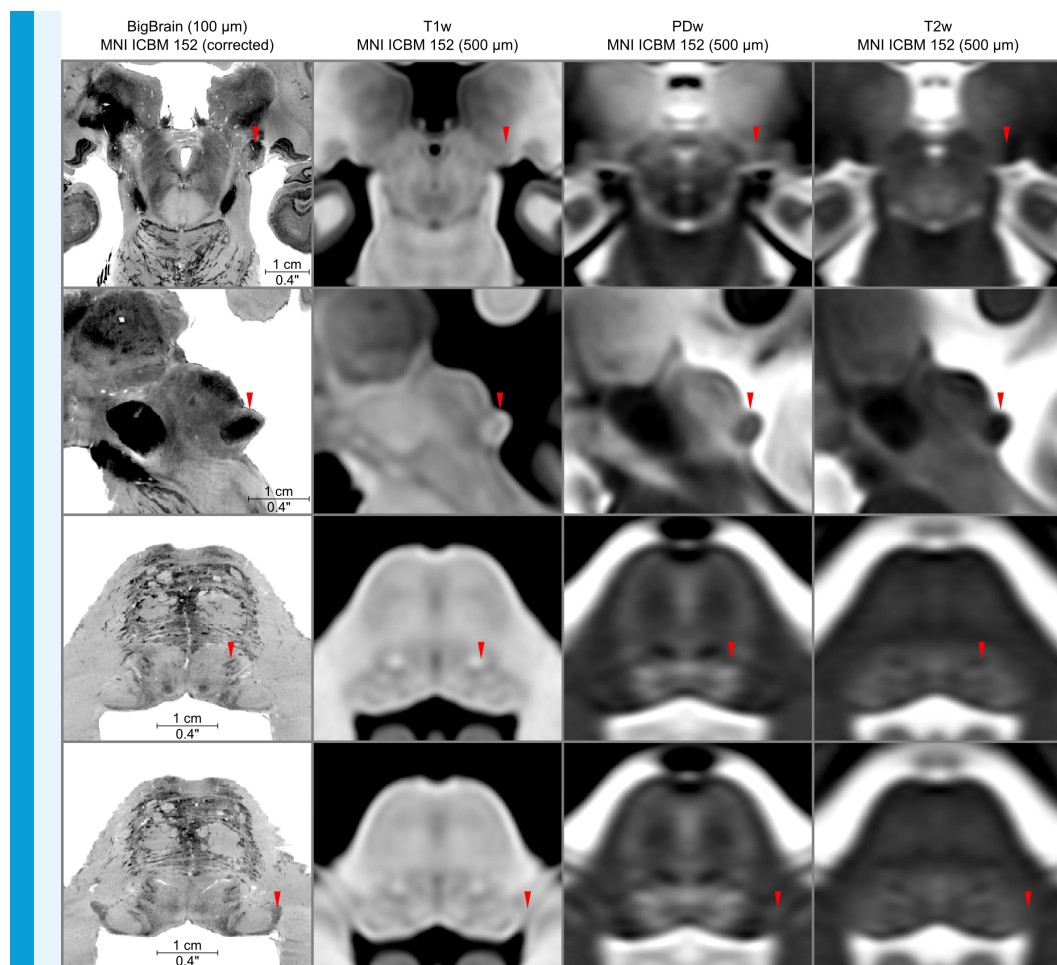 BigBrain (100 µm)
MNI ICBM 152 (corrected)
T1w
MNI ICBM 152 (500 µm)
PDw
MNI ICBM 152 (500 µm)
T2w
MNI ICBM 152 (500 µm)
1 cm
0.4"
1 cm
0.4"
1 cm
0.4"
1 cm
0.4"